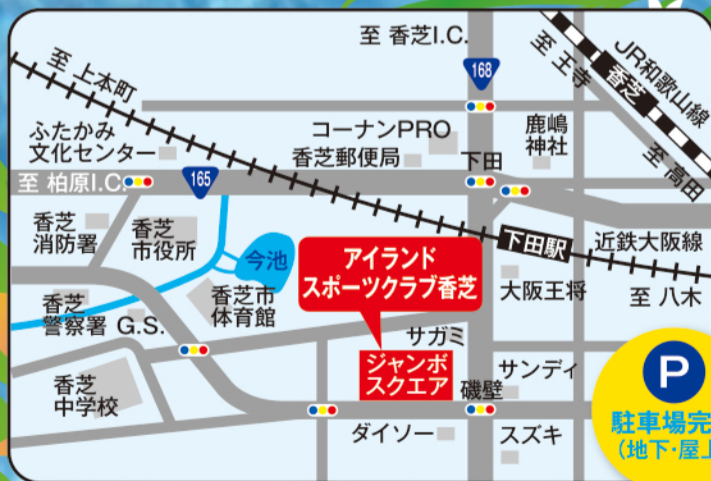 至 香芝I.C.
168
至 王寺
JR和歌山線
香芝
至 高田
至 上本町
ふたかみ
文化センター
コーナンPRO
香芝郵便局
下田
鹿嶋
神社
至 柏原I.C.
165
香芝
消防署
香芝
市役所
今池
アイランド
スポーツクラブ香芝
下田駅
近鉄大阪線
大阪王将
至 八木
香芝
警察署
G.S.
香芝市
体育館
サガミ
ジャンボ
スクエア
サンディ
磯壁
香芝
中学校
ダイソー
スズキ
P
駐車場完
(地下・屋上